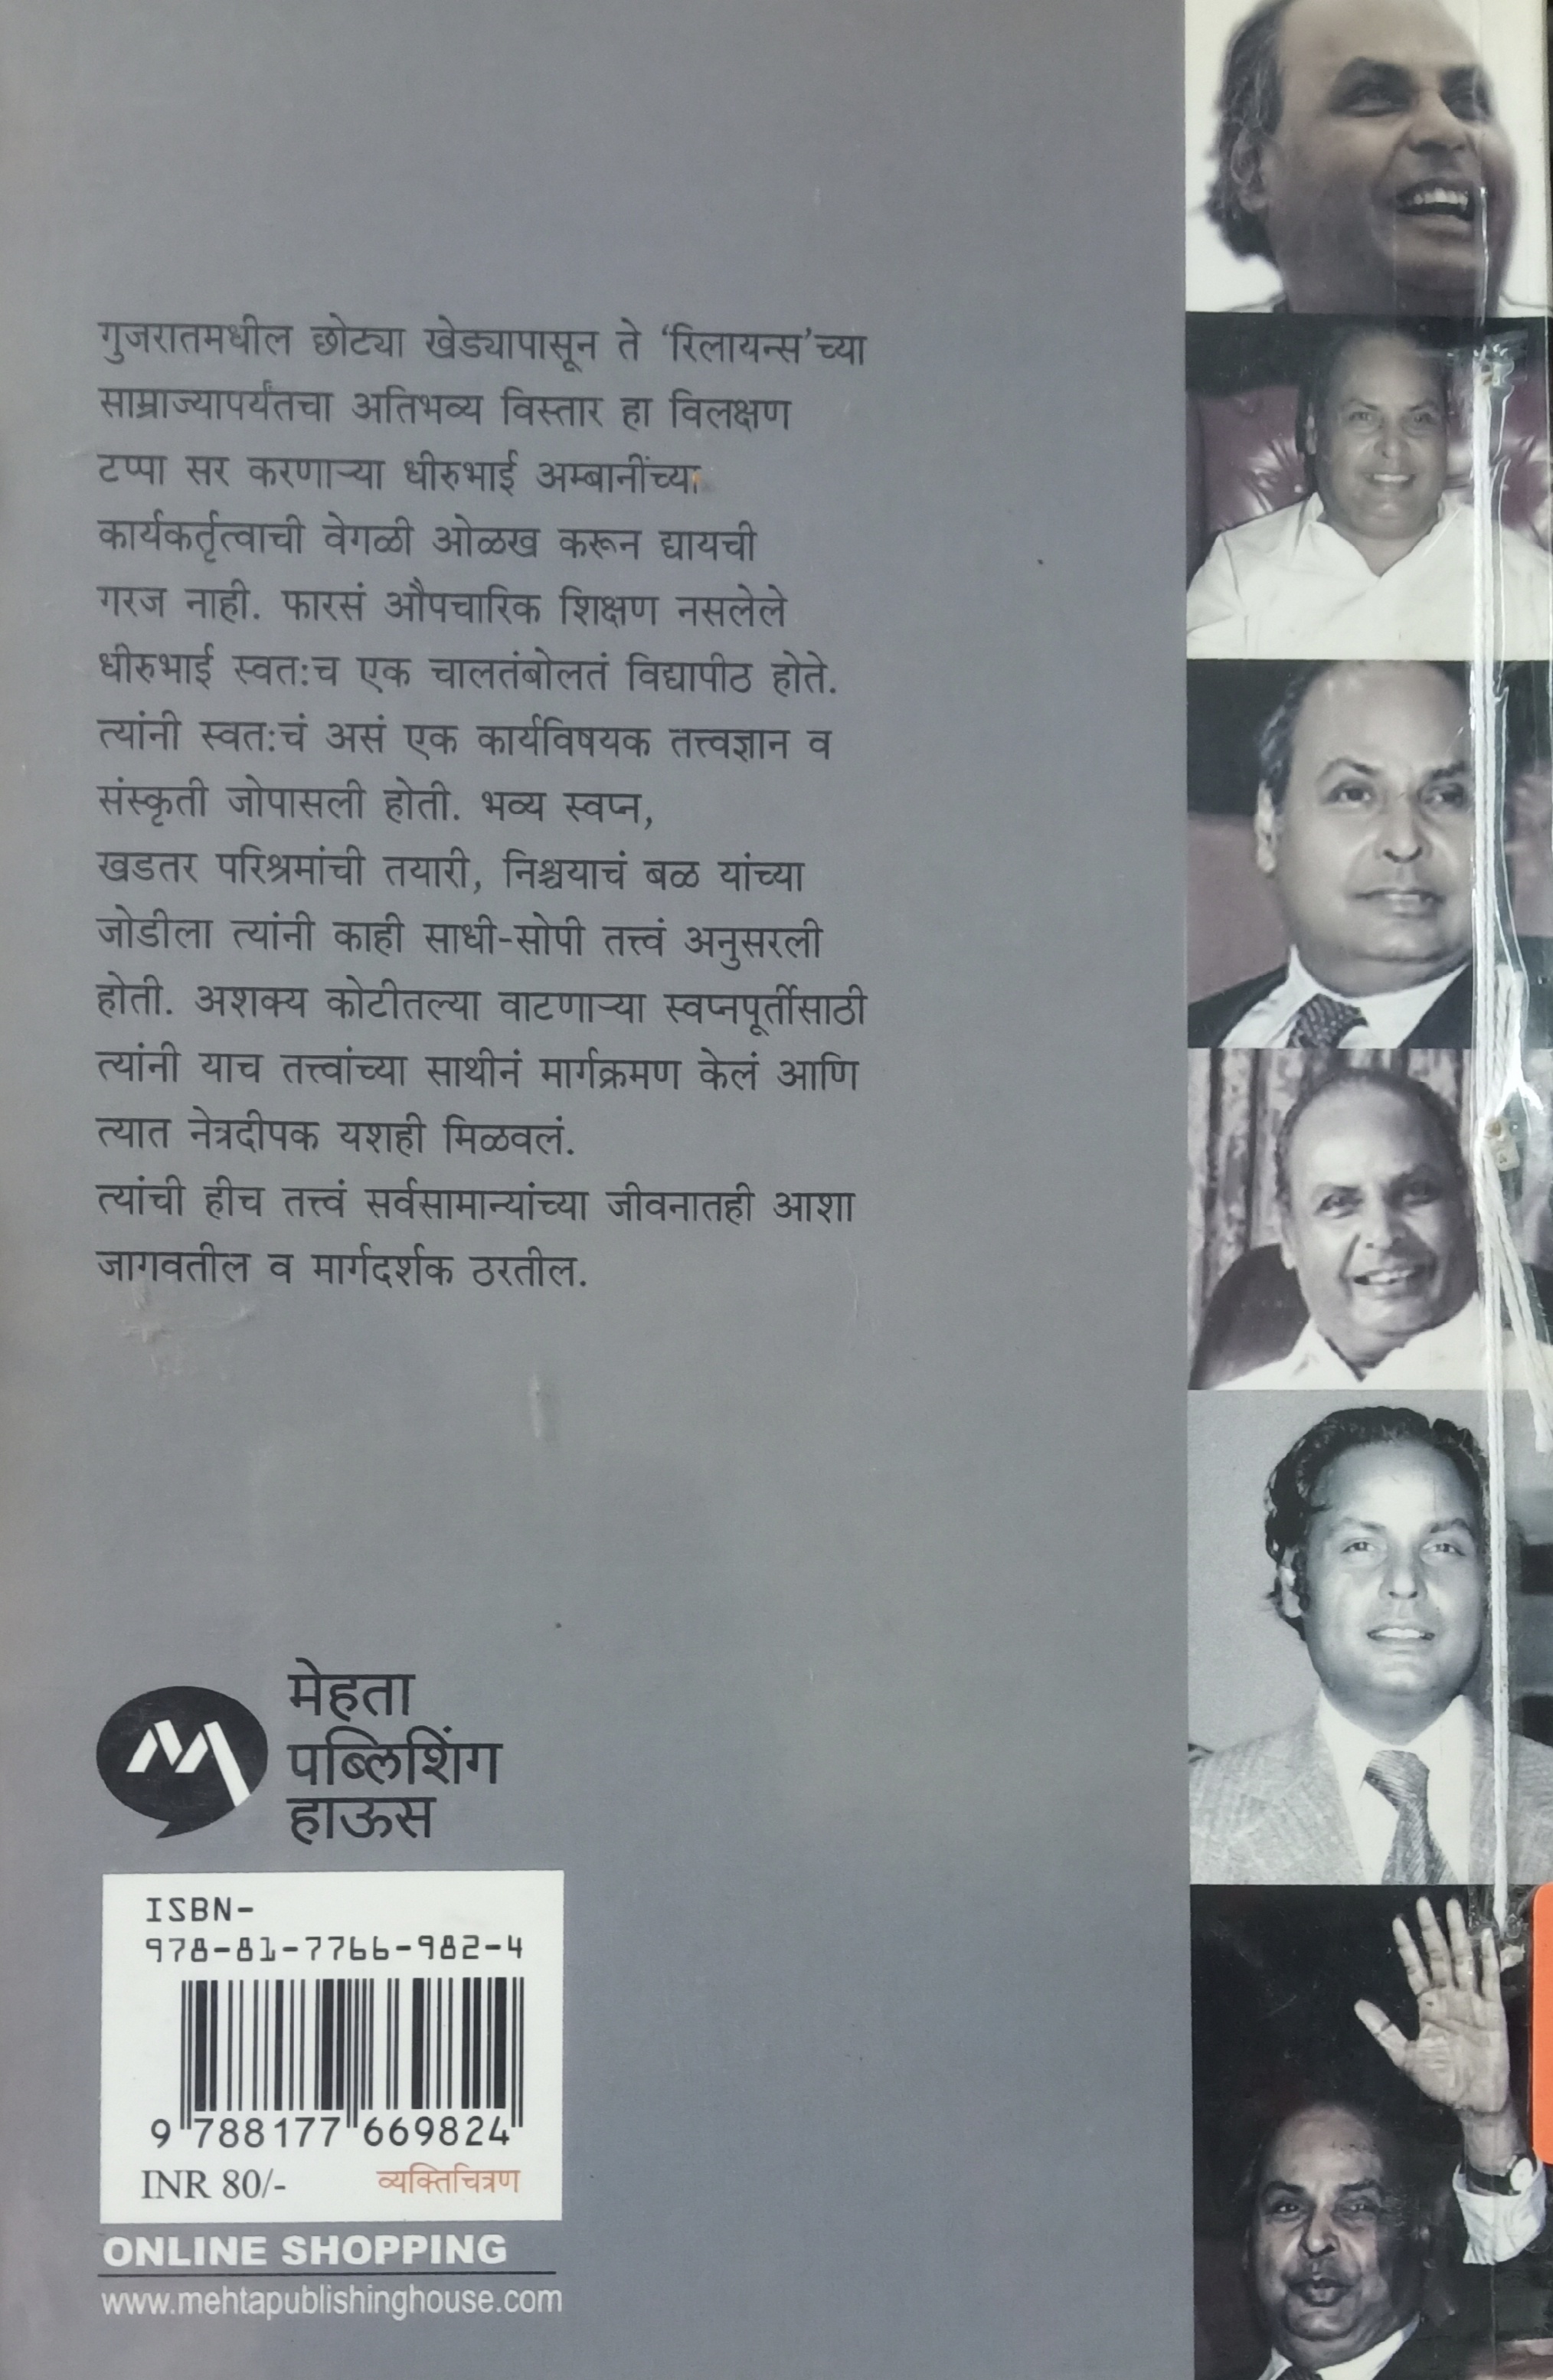 गुजरातमधील छोट्या खेड्यापासून ते ‘रिलायन्स’च्या
साम्राज्यापर्यंतचा अतिभव्य विस्तार हा विलक्षण
टप्पा सर करणाऱ्या धीरुभाई अम्बानींच्या
कार्यकर्तृत्वाची वेगळी ओळख करून द्यायची
गरज नाही. फारसं औपचारिक शिक्षण नसलेले
धीरुभाई स्वत:च एक चालतंबोलतं विद्यापीठ होते.
त्यांनी स्वत:चं असं एक कार्यविषयक तत्त्वज्ञान व
संस्कृती जोपासली होती. भव्य स्वप्न,
खडतर परिश्रमांची तयारी, निश्चयाचं बळ यांच्या
जोडीला त्यांनी काही साधी-सोपी तत्त्वं अनुसरली
होती. अशक्य कोटीतल्या वाटणाऱ्या स्वप्नपूर्तीसाठी
त्यांनी याच तत्त्वांच्या साथीनं मार्गक्रमण केलं आणि
त्यात नेत्रदीपक यशही मिळवलं.
त्यांची हीच तत्त्वं सर्वसामान्यांच्या जीवनातही आशा
जागवतील व मार्गदर्शक ठरतील.
मेहता
पब्लिशिंग
हाऊस
ISBN-
978-81-7766-982-4
9 788177 669824
INR 80/- व्यक्तिचित्रण
ONLINE SHOPPING
www.mehtapublishinghouse.com